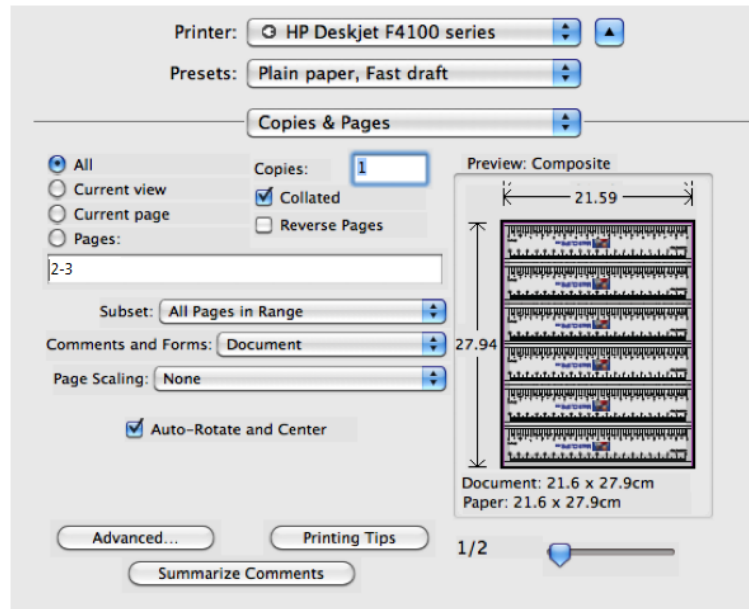 Printer: HP Deskjet F4100 series
Presets: Plain paper, Fast draft
Copies & Pages
All
Current view
Current page
Pages:
2-3
Copies: 1
Collated
Reverse Pages
Subset: All Pages in Range
Comments and Forms: Document
Page Scaling: None
Auto-Rotate and Center
Advanced...
Printing Tips
Summarize Comments
Preview: Composite
21.59
27.94
Document: 21.6 x 27.9cm
Paper: 21.6 x 27.9cm
1/2